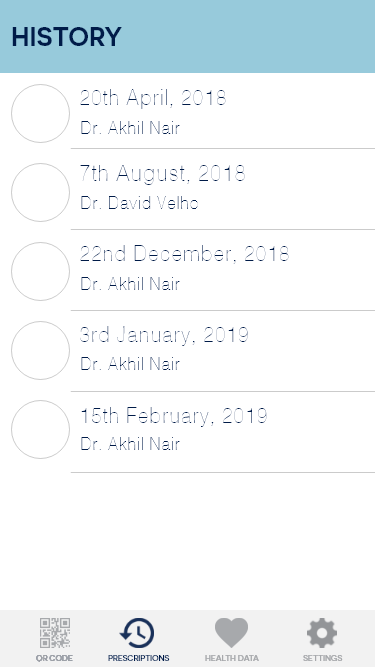 HISTORY
20th April, 2018
Dr. Akhil Nair
7th August, 2018
Dr. David Velho
22nd December, 2018
Dr. Akhil Nair
3rd January, 2019
Dr. Akhil Nair
15th February, 2019
Dr. Akhil Nair
QR CODE PRESCRIPTIONS HEALTH DATA SETTINGS